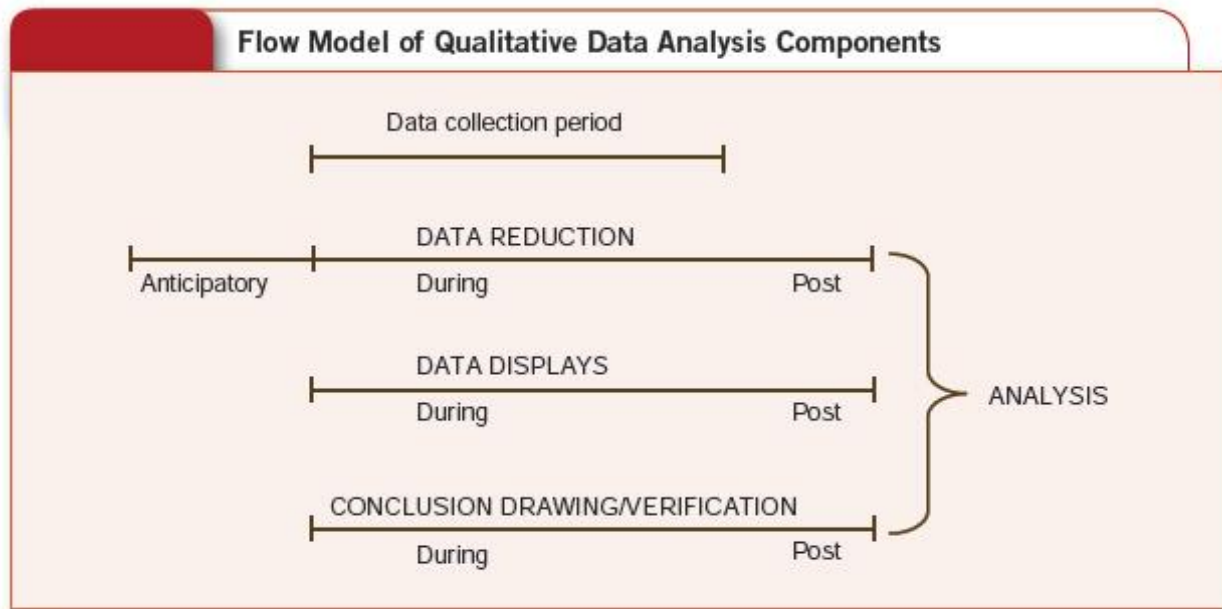 Flow Model of Qualitative Data Analysis Components
Data collection period
DATA REDUCTION
Anticipatory During Post
DATA DISPLAYS
During Post
ANALYSIS
CONCLUSION DRAWING/VERIFICATION
During Post